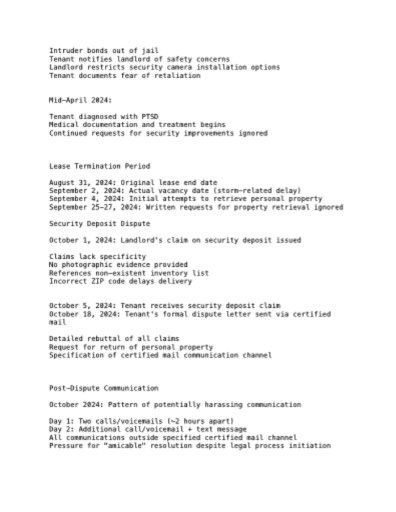 Intruder bonds out of jail
Tenant notifies landlord of safety concerns
Landlord restricts security camera installation options
Tenant documents fear of retaliation
Mid-April 2024:
Tenant diagnosed with PTSD
Medical documentation and treatment begins
Continued requests for security improvements ignored
Lease Termination Period
August 31, 2024: Original lease end date
September 2, 2024: Actual vacancy date (storm-related delay)
September 4, 2024: Initial attempts to retrieve personal property
September 25-27, 2024: Written requests for property retrieval ignored
Security Deposit Dispute
October 1, 2024: Landlord's claim on security deposit issued
Claims lack specificity
No photographic evidence provided
References non-existent inventory list
Incorrect ZIP code delays delivery
October 5, 2024: Tenant receives security deposit claim
October 18, 2024: Tenant's formal dispute letter sent via certified
mail
Detailed rebuttal of all claims
Request for return of personal property
Specification of certified mail communication channel
Post-Dispute Communication
October 2024: Pattern of potentially harassing communication
Day 1: Two calls/voicemails (~2 hours apart)
Day 2: Additional call/voicemail + text message
All communications outside specified certified mail channel
Pressure for "amicable" resolution despite legal process initiation